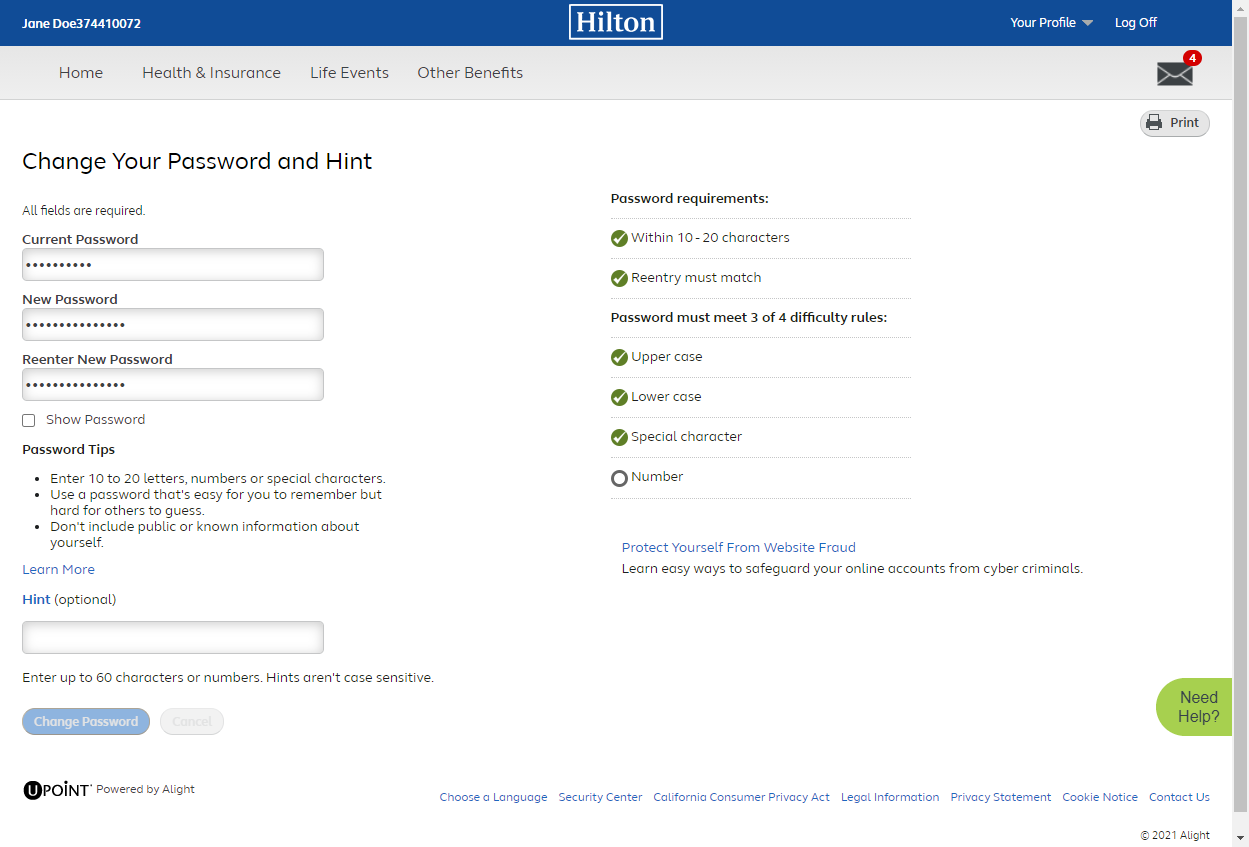 Jane Doe374410072
Hilton
Your Profile
Log Off
Home
Health & Insurance
Life Events
Other Benefits
4
Print
Change Your Password and Hint
All fields are required.
Current Password
••••••••••
New Password
•••••••••••••••
Reenter New Password
•••••••••••••••
Show Password
Password Tips
• Enter 10 to 20 letters, numbers or special characters.
• Use a password that's easy for you to remember but
hard for others to guess.
• Don't include public or known information about
yourself.
Learn More
Hint (optional)
Enter up to 60 characters or numbers. Hints aren't case sensitive.
Change Password
Cancel
Password requirements:
Within 10 - 20 characters
Reentry must match
Password must meet 3 of 4 difficulty rules:
Upper case
Lower case
Special character
Number
Protect Yourself From Website Fraud
Learn easy ways to safeguard your online accounts from cyber criminals.
Need
Help?
UPOINT Powered by Alight
Choose a Language
Security Center
California Consumer Privacy Act
Legal Information
Privacy Statement
Cookie Notice
Contact Us
© 2021 Alight